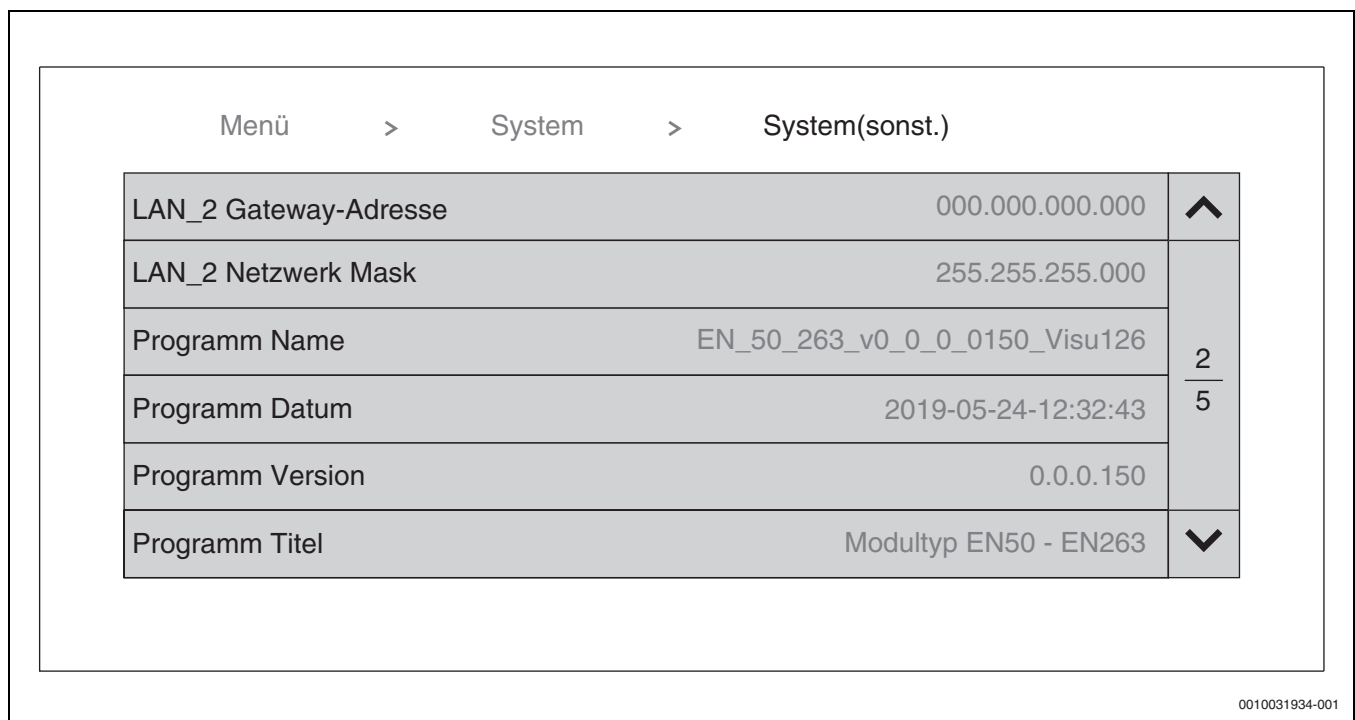 Menü > System > System(sonst.)
LAN_2 Gateway-Adresse 000.000.000.000
LAN_2 Netzwerk Mask 255.255.255.000
Programm Name EN_50_263_v0_0_0_0150_Visu126
2
5
Programm Datum 2019-05-24-12:32:43
Programm Version 0.0.0.150
Programm Titel Modultyp EN50 - EN263
0010031934-001